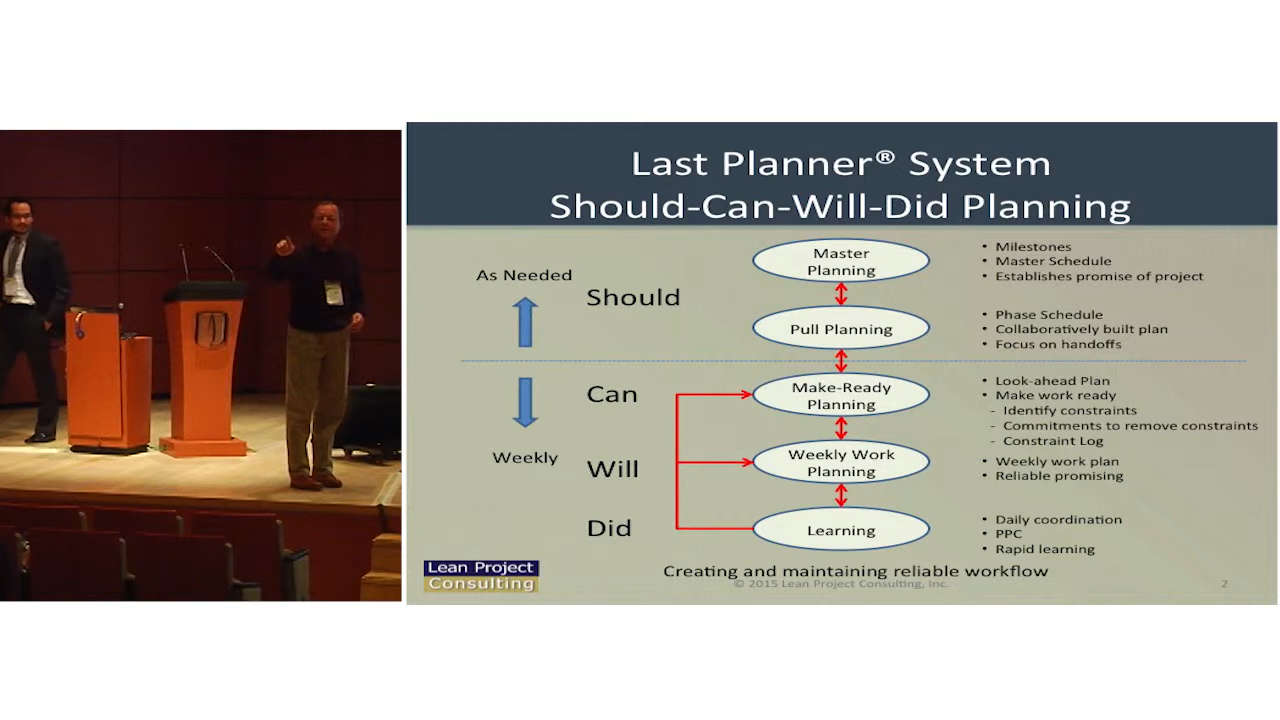 Last Planner® System
Should-Can-Will-Did Planning
As Needed
Should
Master
Planning
• Milestones
• Master Schedule
• Establishes promise of project
Pull Planning
• Phase Schedule
• Collaboratively built plan
• Focus on handoffs
Can
Make-Ready
Planning
• Look-ahead Plan
• Make work ready
- Identify constraints
- Commitments to remove constraints
- Constraint Log
Weekly
Will
Weekly Work
Planning
• Weekly work plan
• Reliable promising
Did
Learning
• Daily coordination
• PPC
• Rapid learning
Lean Project
Consulting
Creating and maintaining reliable workflow
© 2015 Lean Project Consulting, Inc.
2